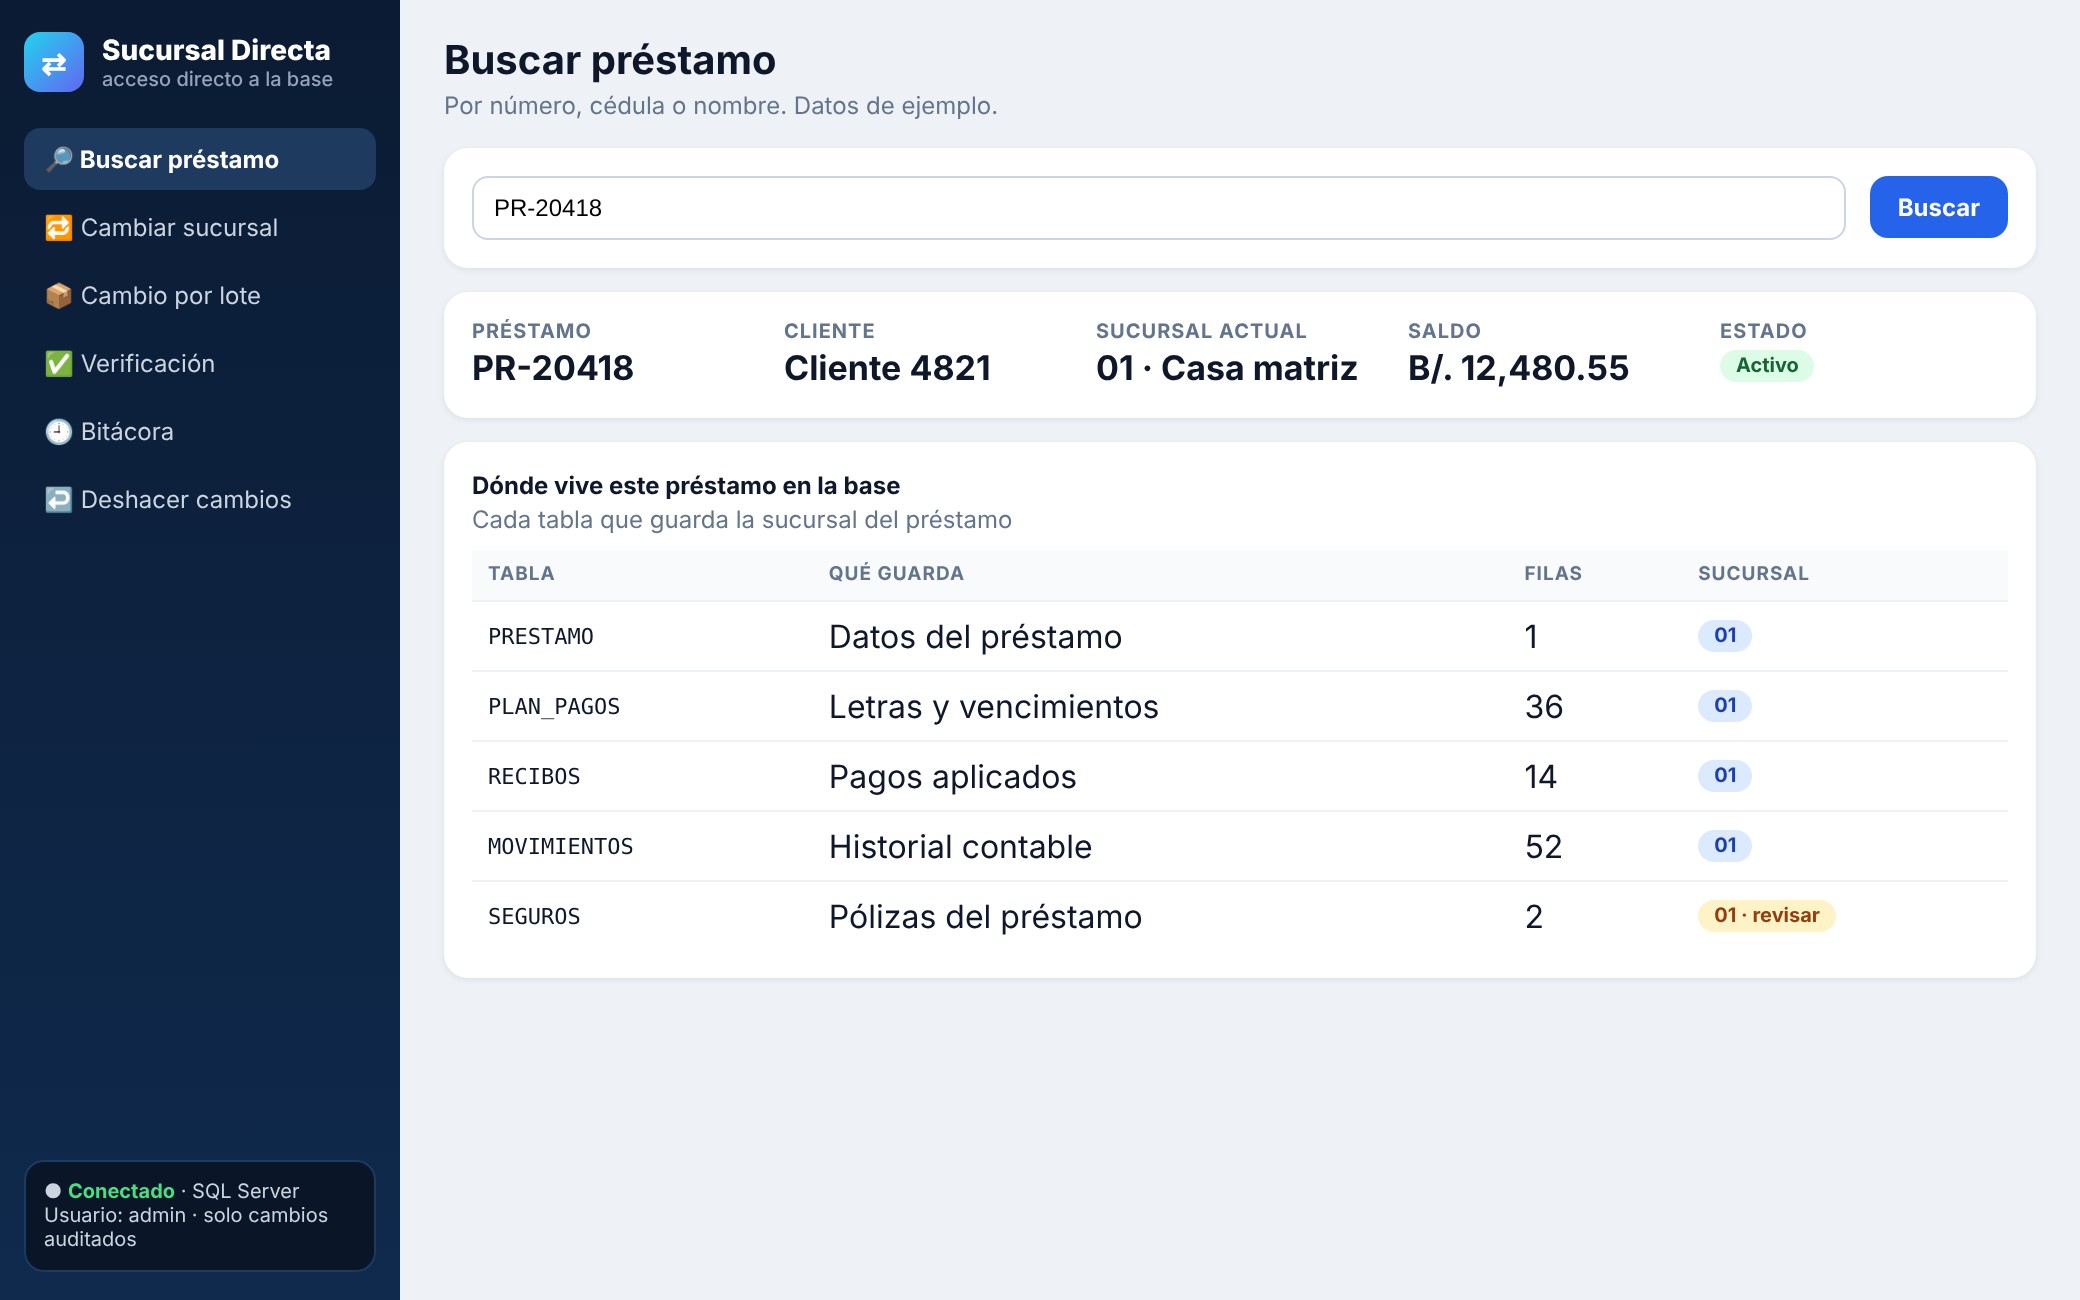 Sucursal Directa
acceso directo a la base
Buscar préstamo
Cambiar sucursal
Cambio por lote
Verificación
Bitácora
Deshacer cambios
Conectado · SQL Server
Usuario: admin · solo cambios
auditados
Buscar préstamo
Por número, cédula o nombre. Datos de ejemplo.
PR-20418 Buscar
PRÉSTAMO CLIENTE SUCURSAL ACTUAL SALDO ESTADO
PR-20418 Cliente 4821 01 · Casa matriz B/. 12,480.55 Activo
Dónde vive este préstamo en la base
Cada tabla que guarda la sucursal del préstamo
TABLA QUÉ GUARDA FILAS SUCURSAL
PRESTAMO Datos del préstamo 1 01
PLAN_PAGOS Letras y vencimientos 36 01
RECIBOS Pagos aplicados 14 01
MOVIMIENTOS Historial contable 52 01
SEGUROS Pólizas del préstamo 2 01 · revisar